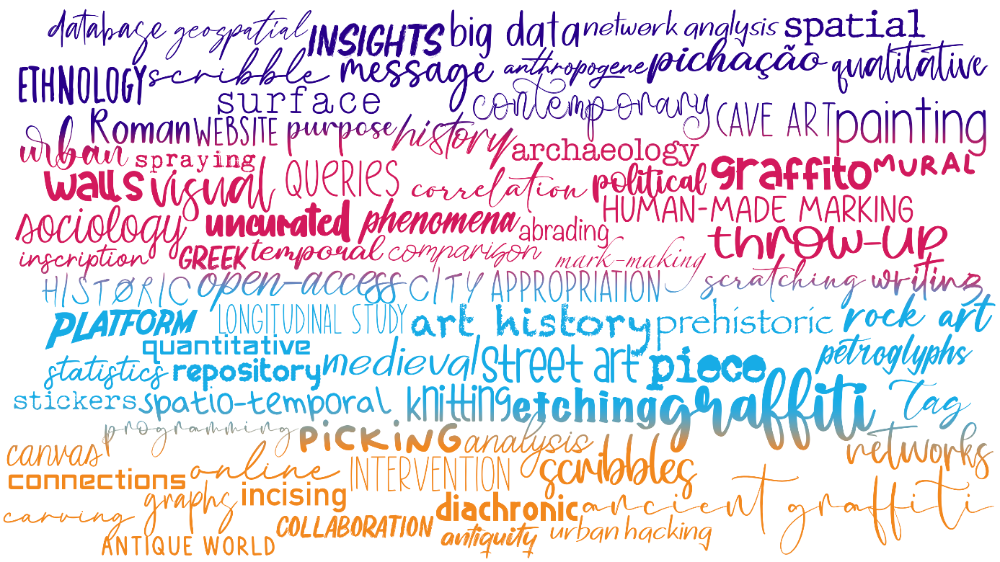 database geospatial INSIGHTS big data network analysis spatial
ETHNOLOGY scribble message anthropogene pichação qualitative
surface contemporary CAVE ART painting
urban Roman WEBSITE purpose history archaeology
spraying graffito MURAL
walls visual QUERIES correlation political
sociology uncurated phenomena abrading HUMAN-MADE MARKING
inscription GREEK temporal comparison mark-making throw-up
HISTØRIC open-access CITY APPROPRIATION scratching writing
PLATFORM LONGITUDINAL STUDY art history prehistoric rock art
quantitative petroglyphs
statistics repository medieval street art piece
stickers spatio-temporal knitting etching graffiti tag
programming PiCKiNG analysis networks
canvas online INTERVENTION scribbles
connections graphs incising
carving COLLABORATION diachronic ancient graffiti
ANTIQUE WORLD antiquity urban hacking